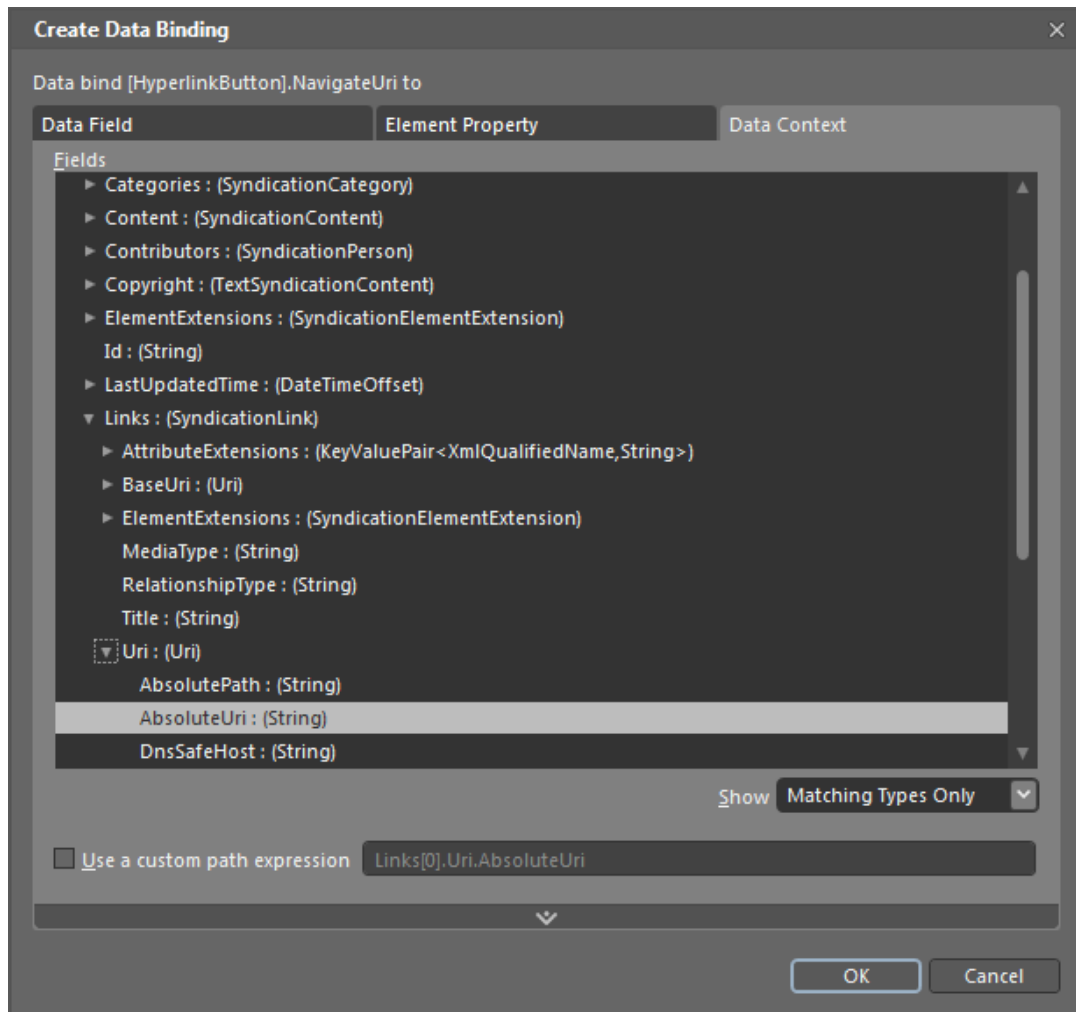 Create Data Binding
Data bind [HyperlinkButton].NavigateUri to
Data Field Element Property Data Context
Fields
Categories : (SyndicationCategory)
Content : (SyndicationContent)
Contributors : (SyndicationPerson)
Copyright : (TextSyndicationContent)
ElementExtensions : (SyndicationElementExtension)
Id : (String)
LastUpdatedTime : (DateTimeOffset)
Links : (SyndicationLink)
AttributeExtensions : (KeyValuePair<XmlQualifiedName,String>)
BaseUri : (Uri)
ElementExtensions : (SyndicationElementExtension)
MediaType : (String)
RelationshipType : (String)
Title : (String)
Uri : (Uri)
AbsolutePath : (String)
AbsoluteUri : (String)
DnsSafeHost : (String)
Show Matching Types Only
Use a custom path expression Links[0].Uri.AbsoluteUri
OK Cancel